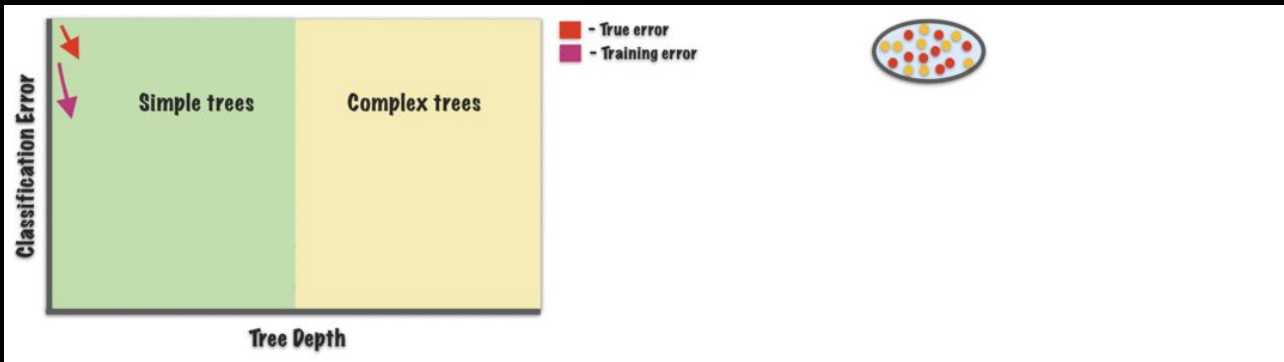 - True error
- Training error
Simple trees
Complex trees
Classification Error
Tree Depth